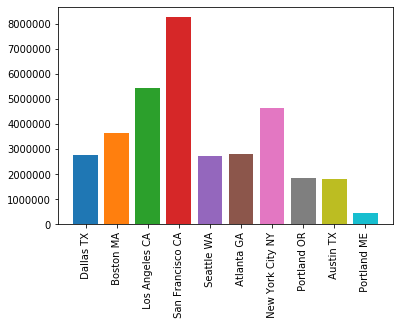 8000000
7000000
6000000
5000000
4000000
3000000
2000000
1000000
0
Dallas TX
Boston MA
Los Angeles CA
San Francisco CA
Seattle WA
Atlanta GA
New York City NY
Portland OR
Austin TX
Portland ME